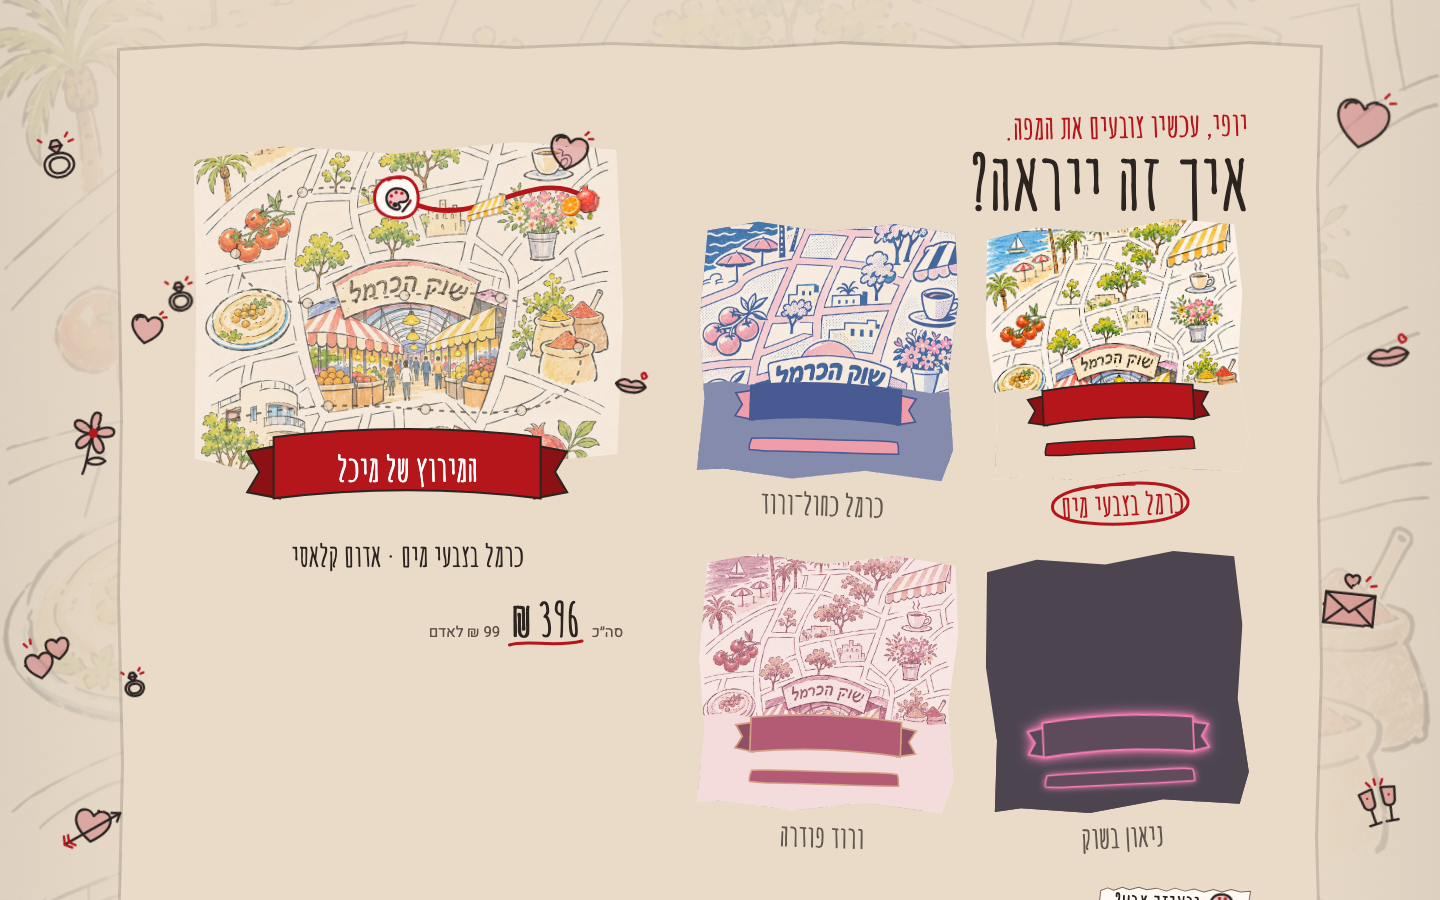 יופי, עכשיו צובעים את המפה.
איך זה ייראה?
שוק הכרמל
כרמל בצבעי מים
שוק הכרמל
כרמל כחול־ורוד
ניאון בשוק
שוק הכרמל
ורוד פודרה
שוק הכרמל
המירוץ של מיכל
כרמל בצבעי מים · אדום קלאסי
סה״כ 396 ₪ 99 ₪ לאדם